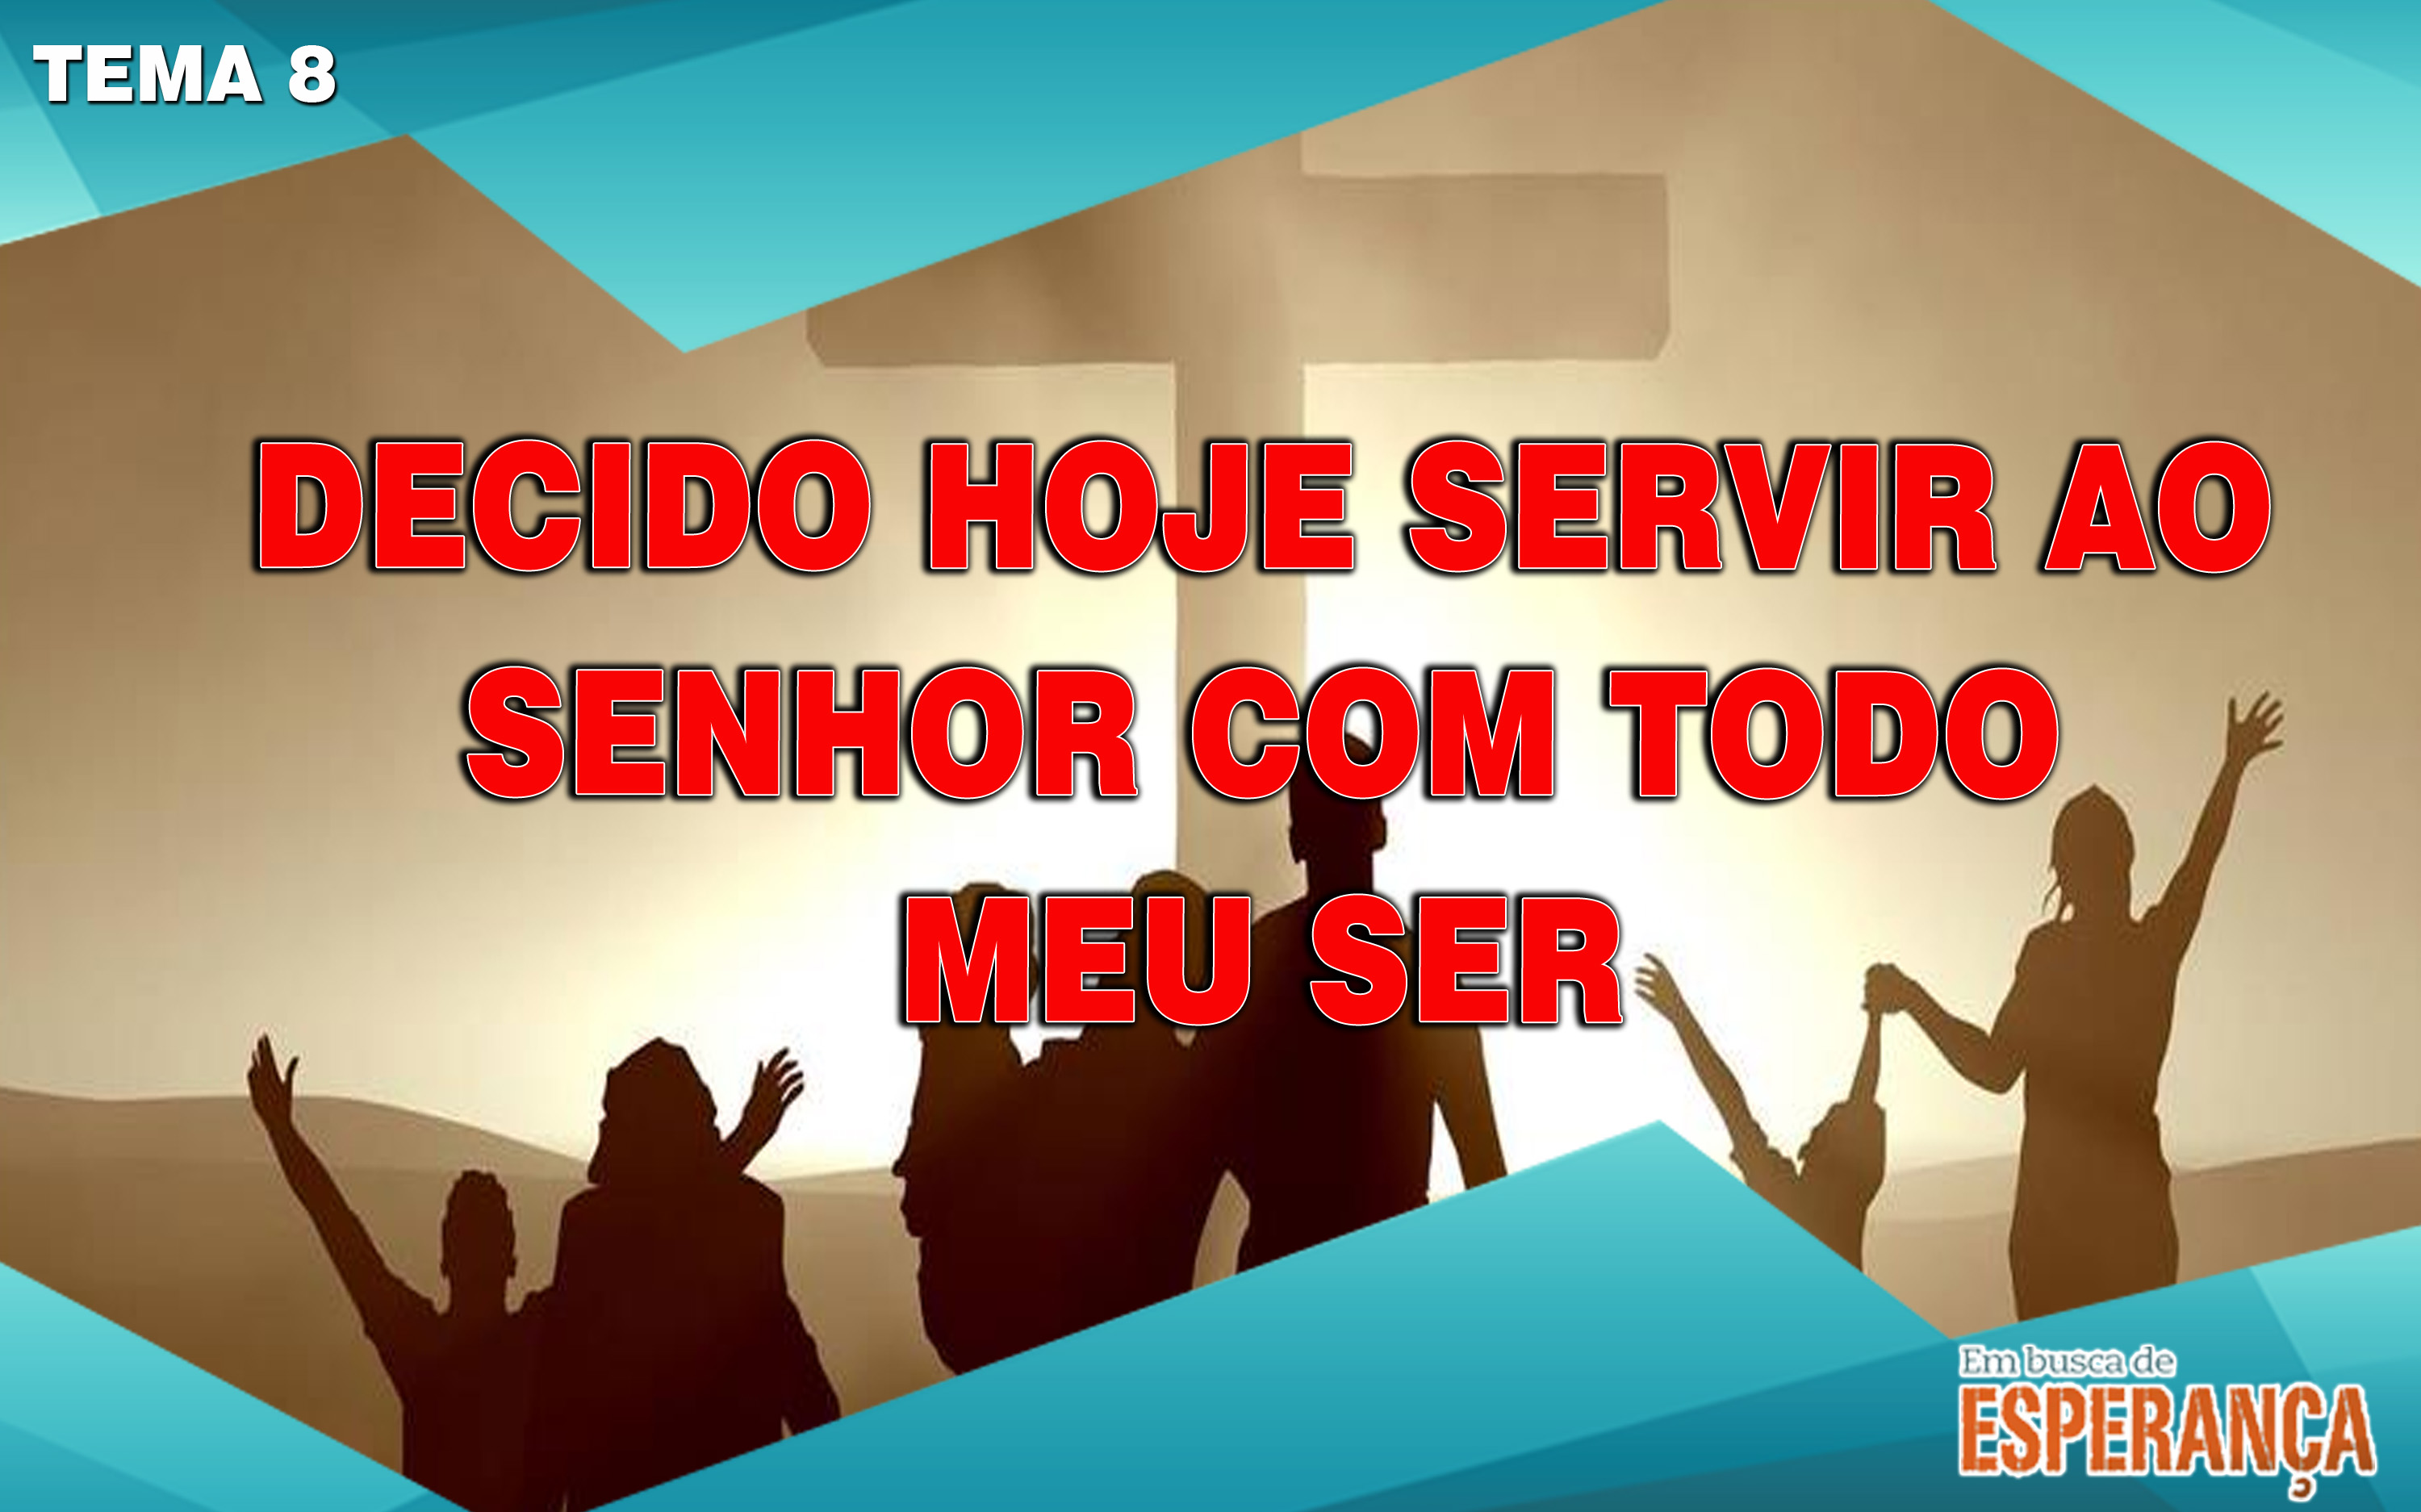 TEMA 8
DECIDO HOJE SERVIR AO
SENHOR COM TODO
MEU SER
Em busca de
ESPERANÇA